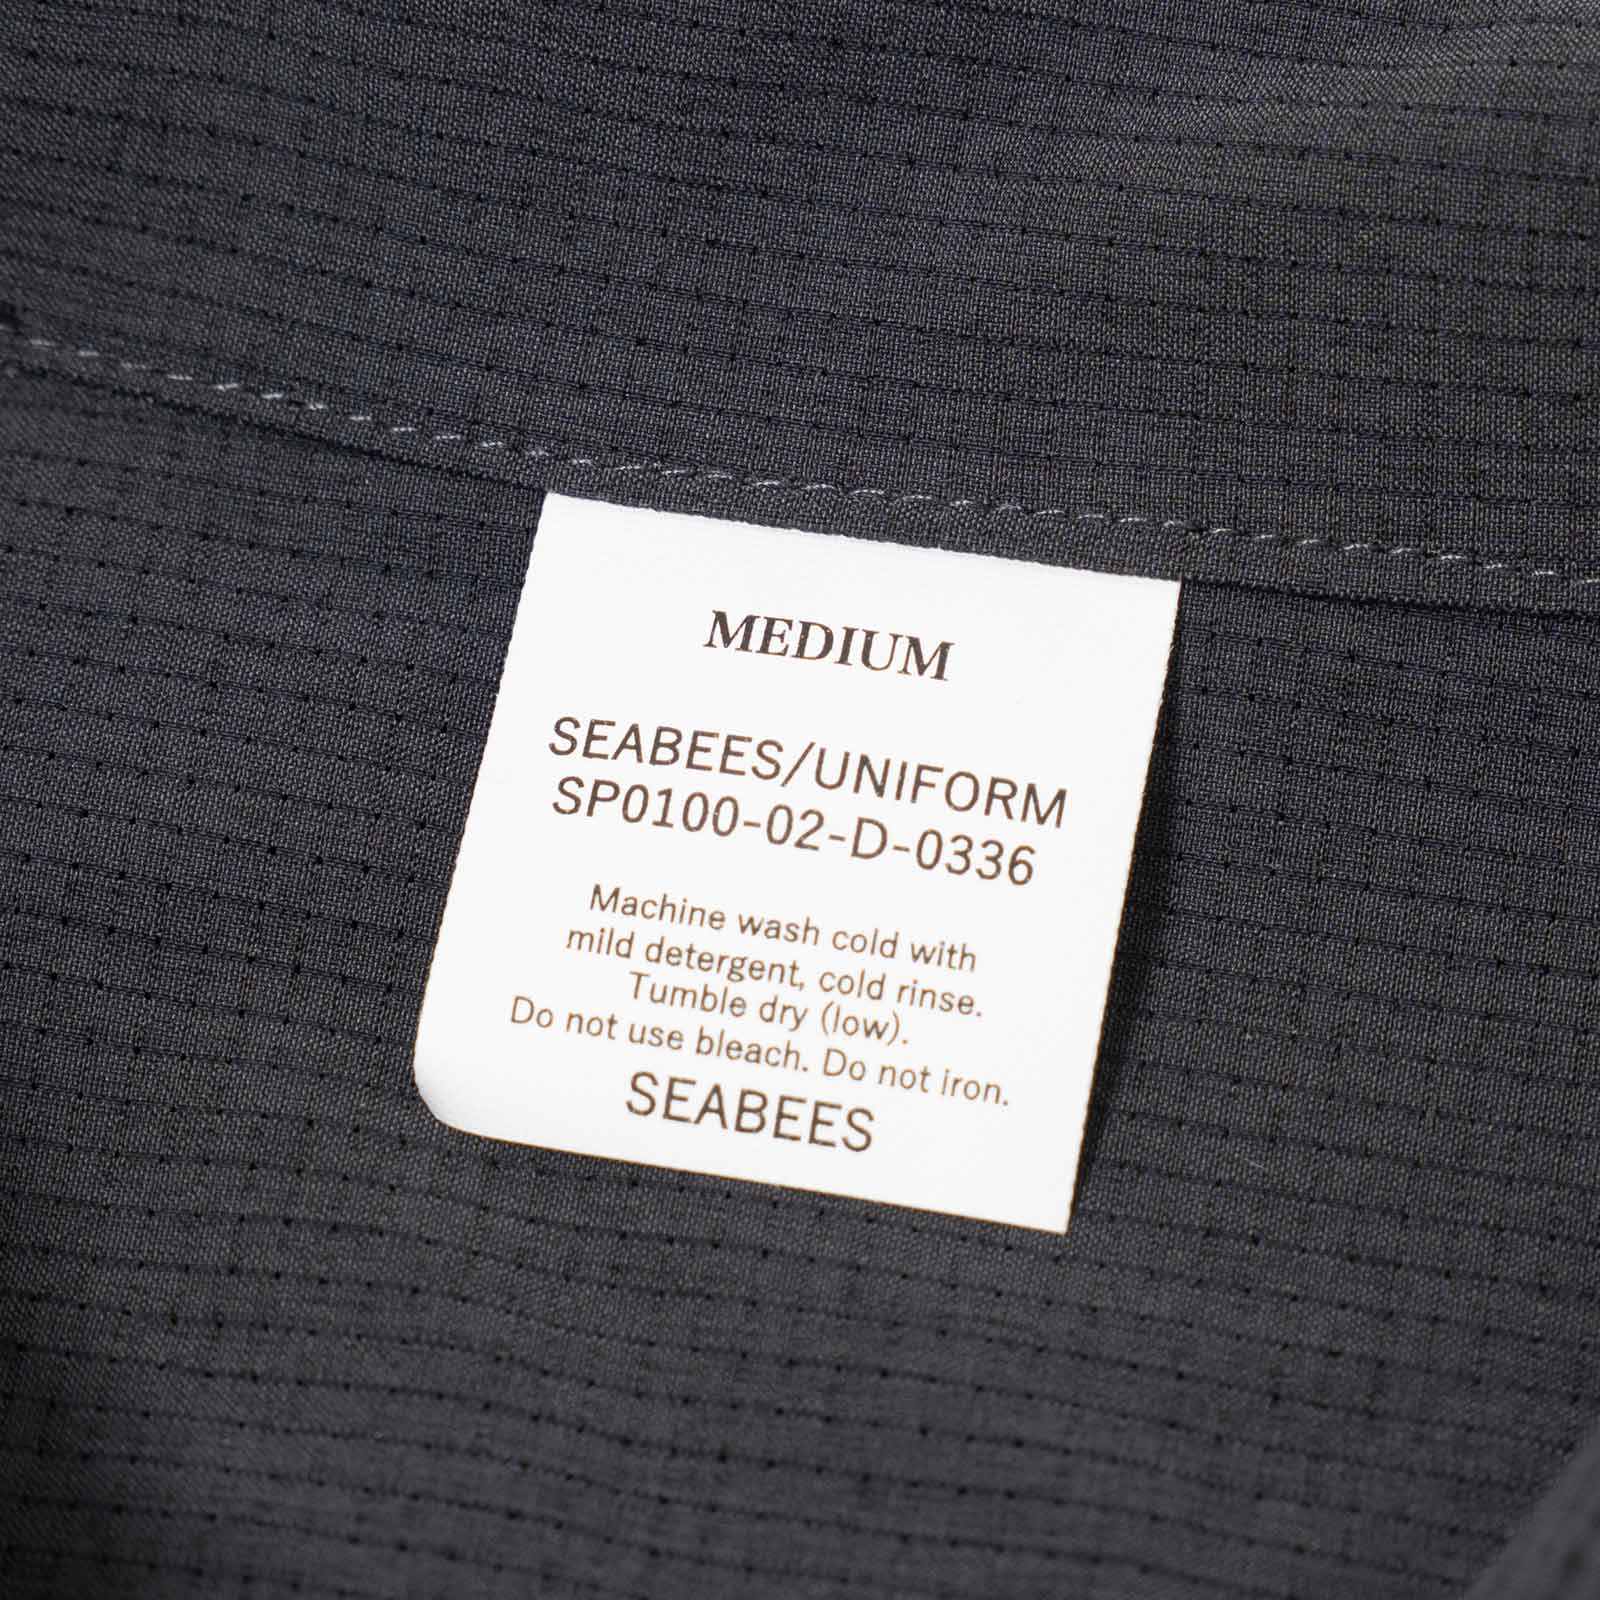 MEDIUM
SEABEES/UNIFORM
SP0100-02-D-0336
Machine wash cold with
mild detergent, cold rinse.
Tumble dry (low).
Do not use bleach. Do not iron.
SEABEES